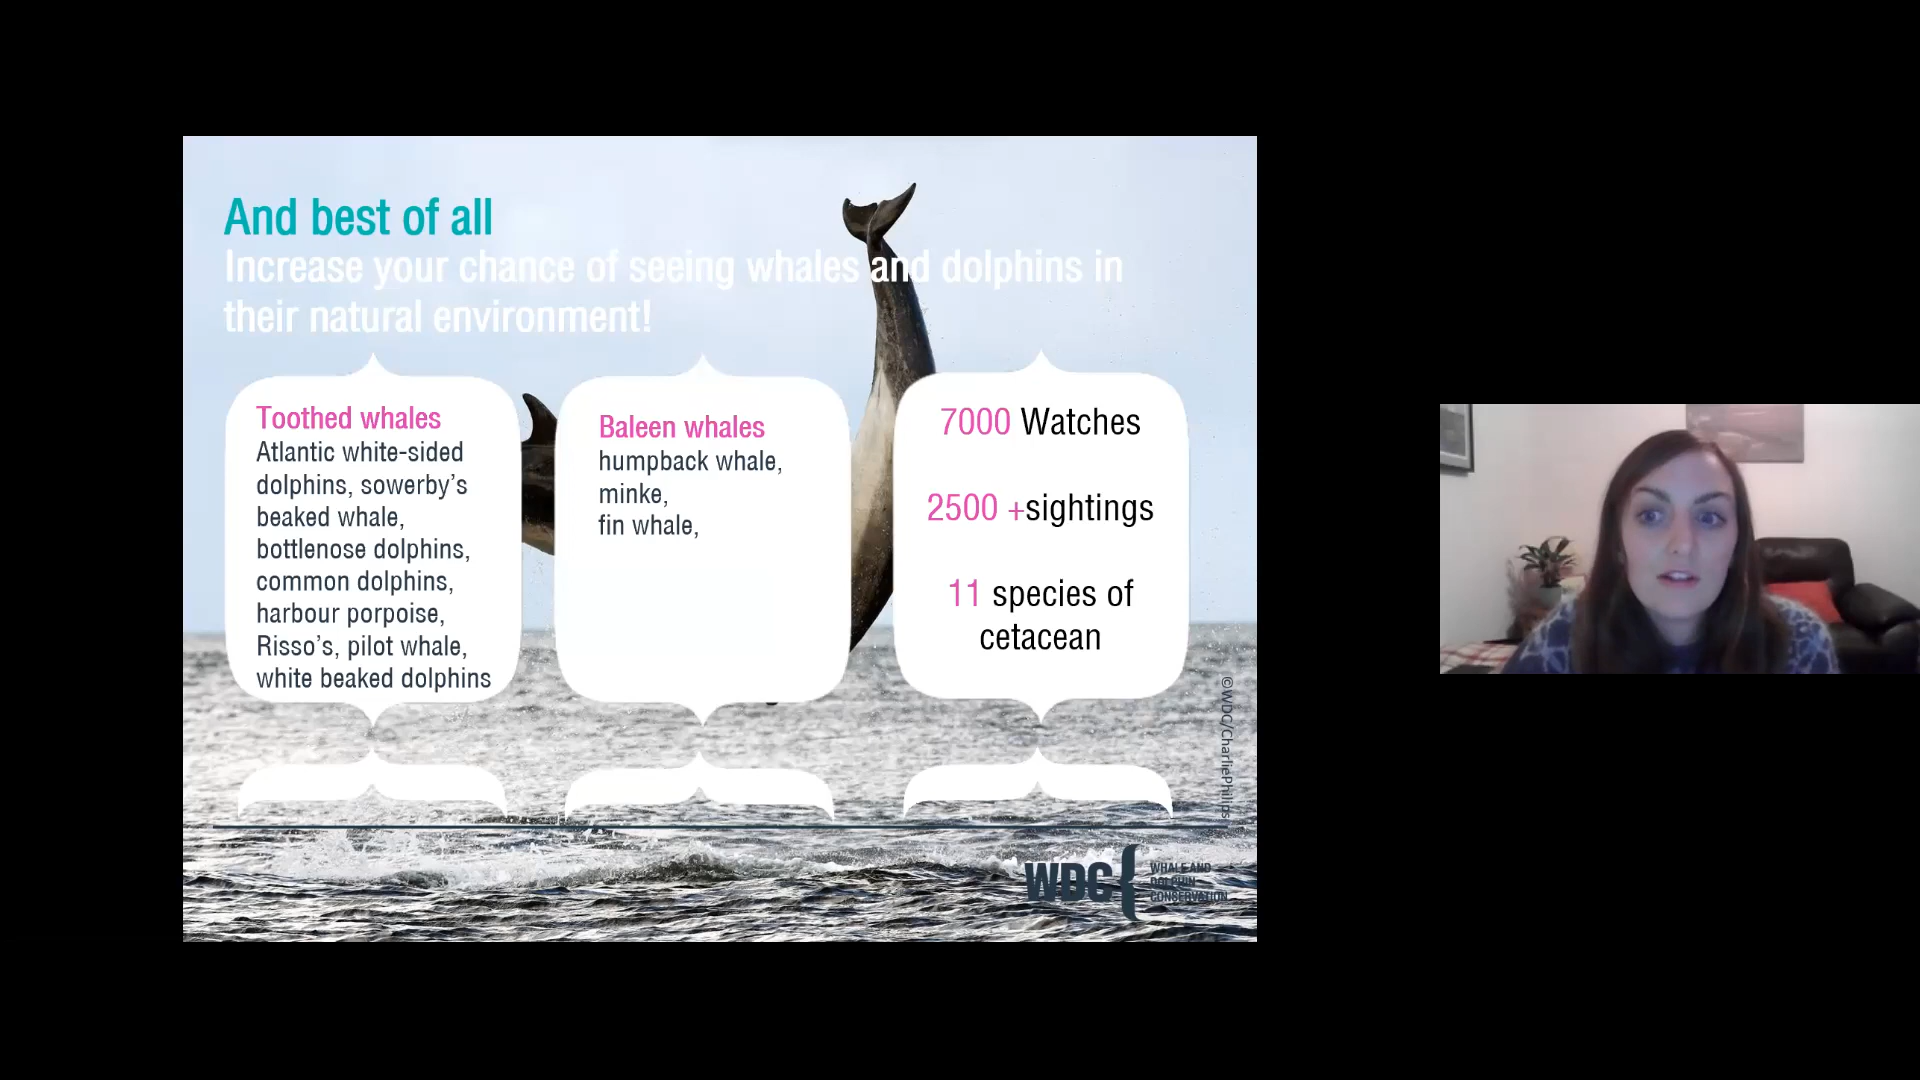 And best of all
Increase your chance of seeing whales and dolphins in
their natural environment!
Toothed whales
Atlantic white-sided
dolphins, sowerby's
beaked whale,
bottlenose dolphins,
common dolphins,
harbour porpoise,
Risso's, pilot whale,
white beaked dolphins
Baleen whales
humpback whale,
minke,
fin whale,
7000 Watches
2500 +sightings
11 species of
cetacean
©WDC/CharliePhilips
WDC
WHALE AND
DOLPHIN
CONSERVATION